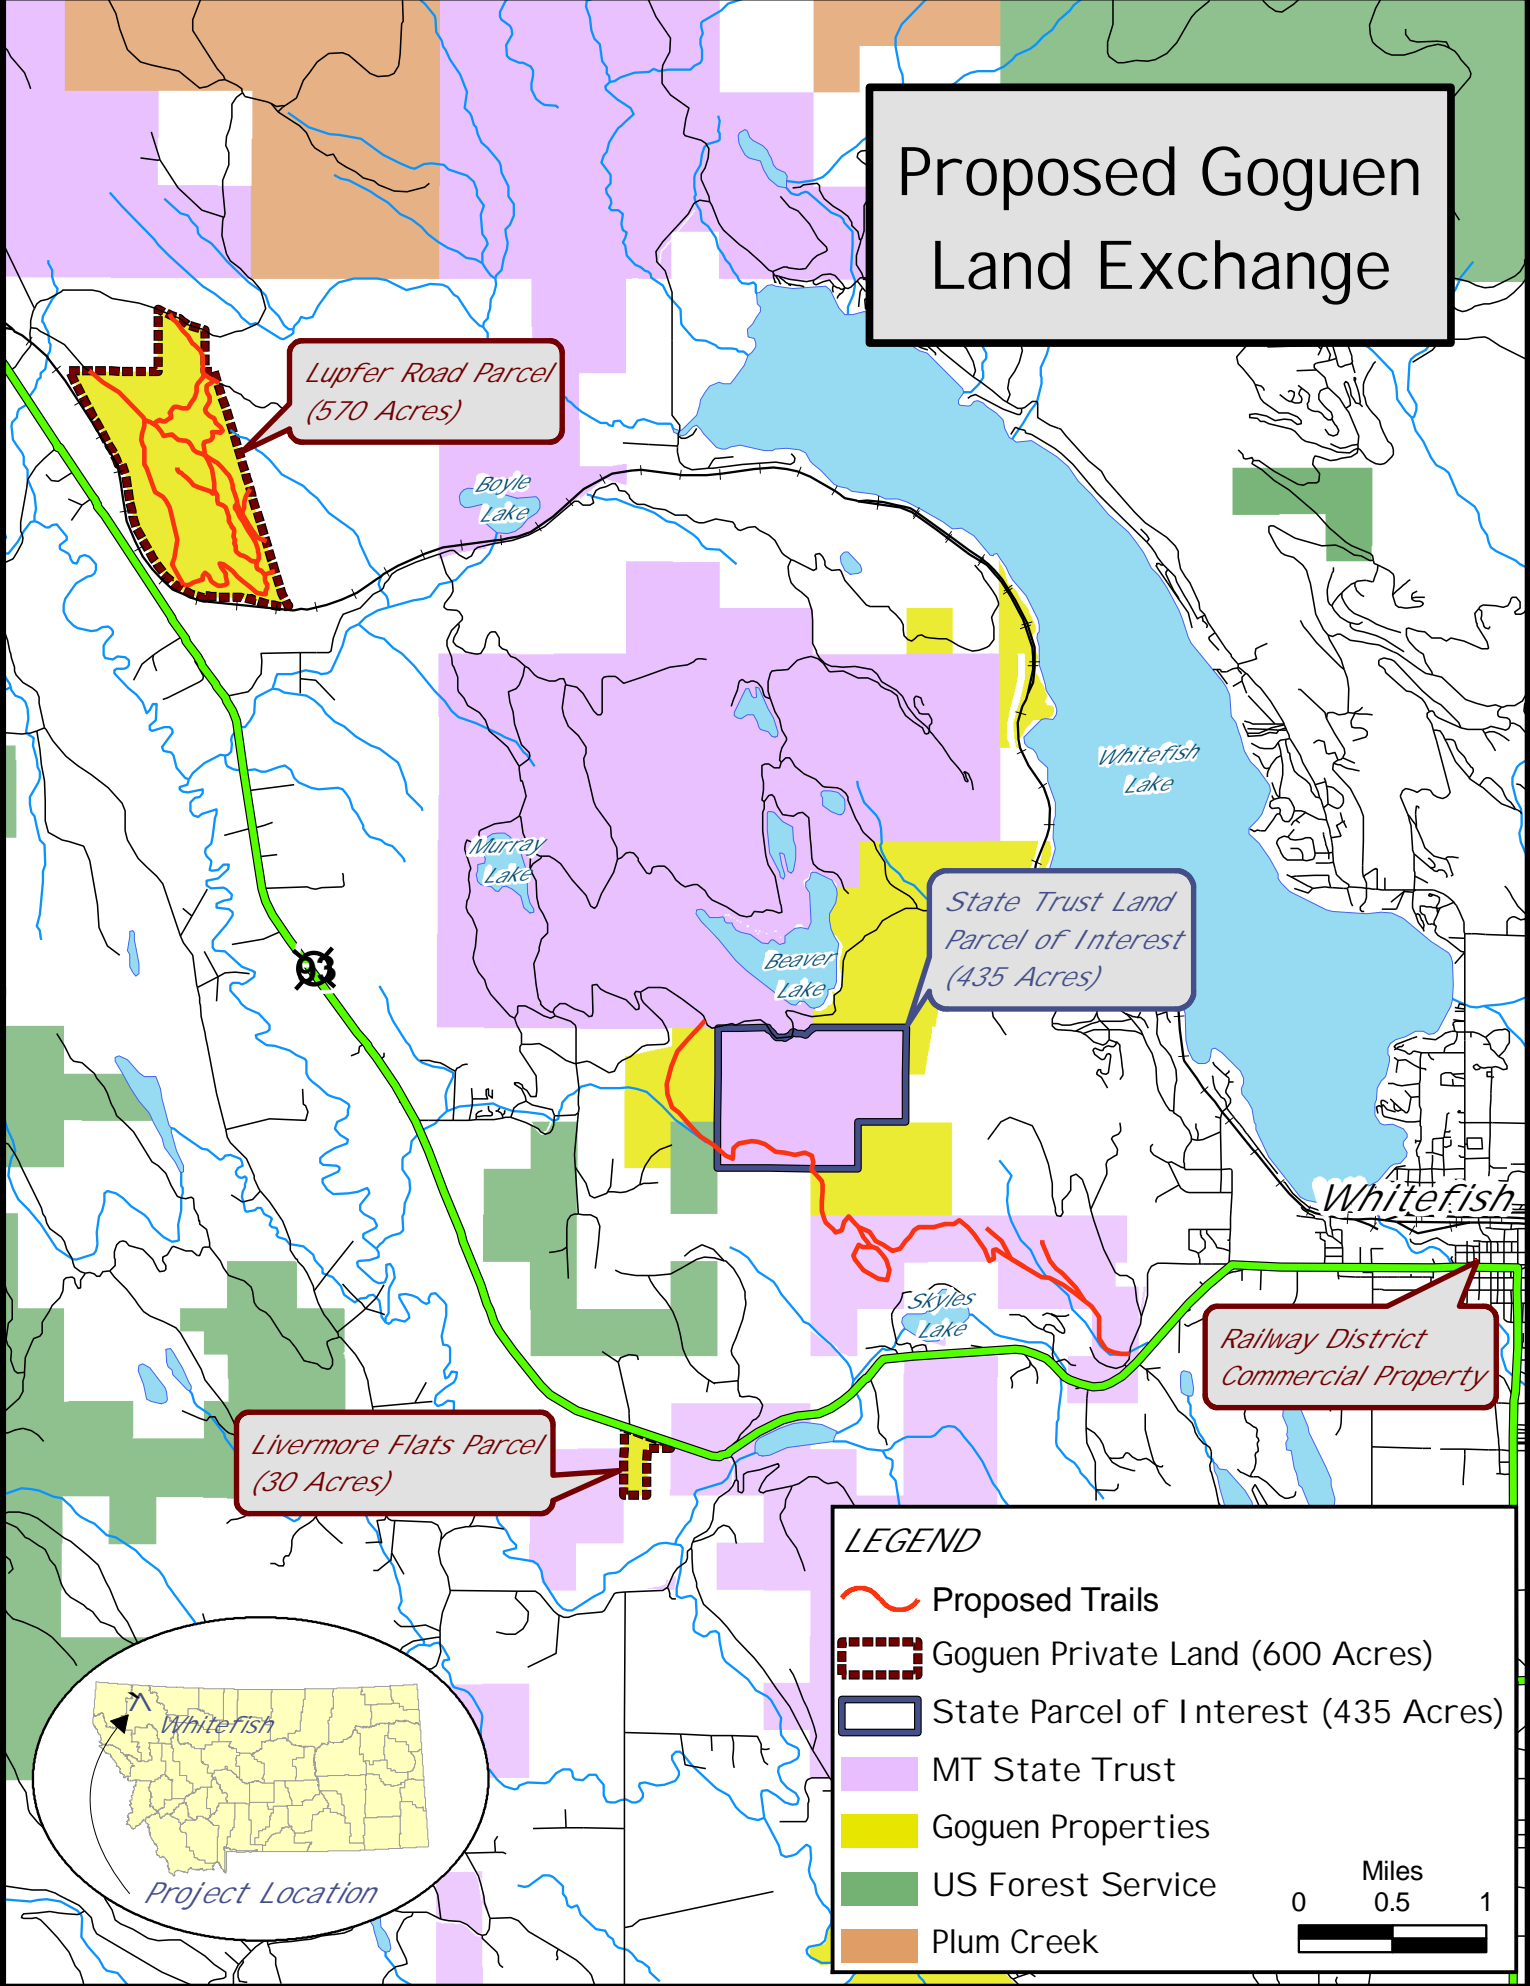 Proposed Goguen
Land Exchange
Lupfer Road Parcel
(570 Acres)
Boyle
Lake
Whitefish
Lake
Murray
Lake
State Trust Land
Parcel of Interest
(435 Acres)
Beaver
Lake
93
Whitefish
Skyles
Lake
Railway District
Commercial Property
Livermore Flats Parcel
(30 Acres)
LEGEND
Proposed Trails
Goguen Private Land (600 Acres)
State Parcel of Interest (435 Acres)
MT State Trust
Goguen Properties
US Forest Service
Plum Creek
Miles
0 0.5 1
Whitefish
Project Location